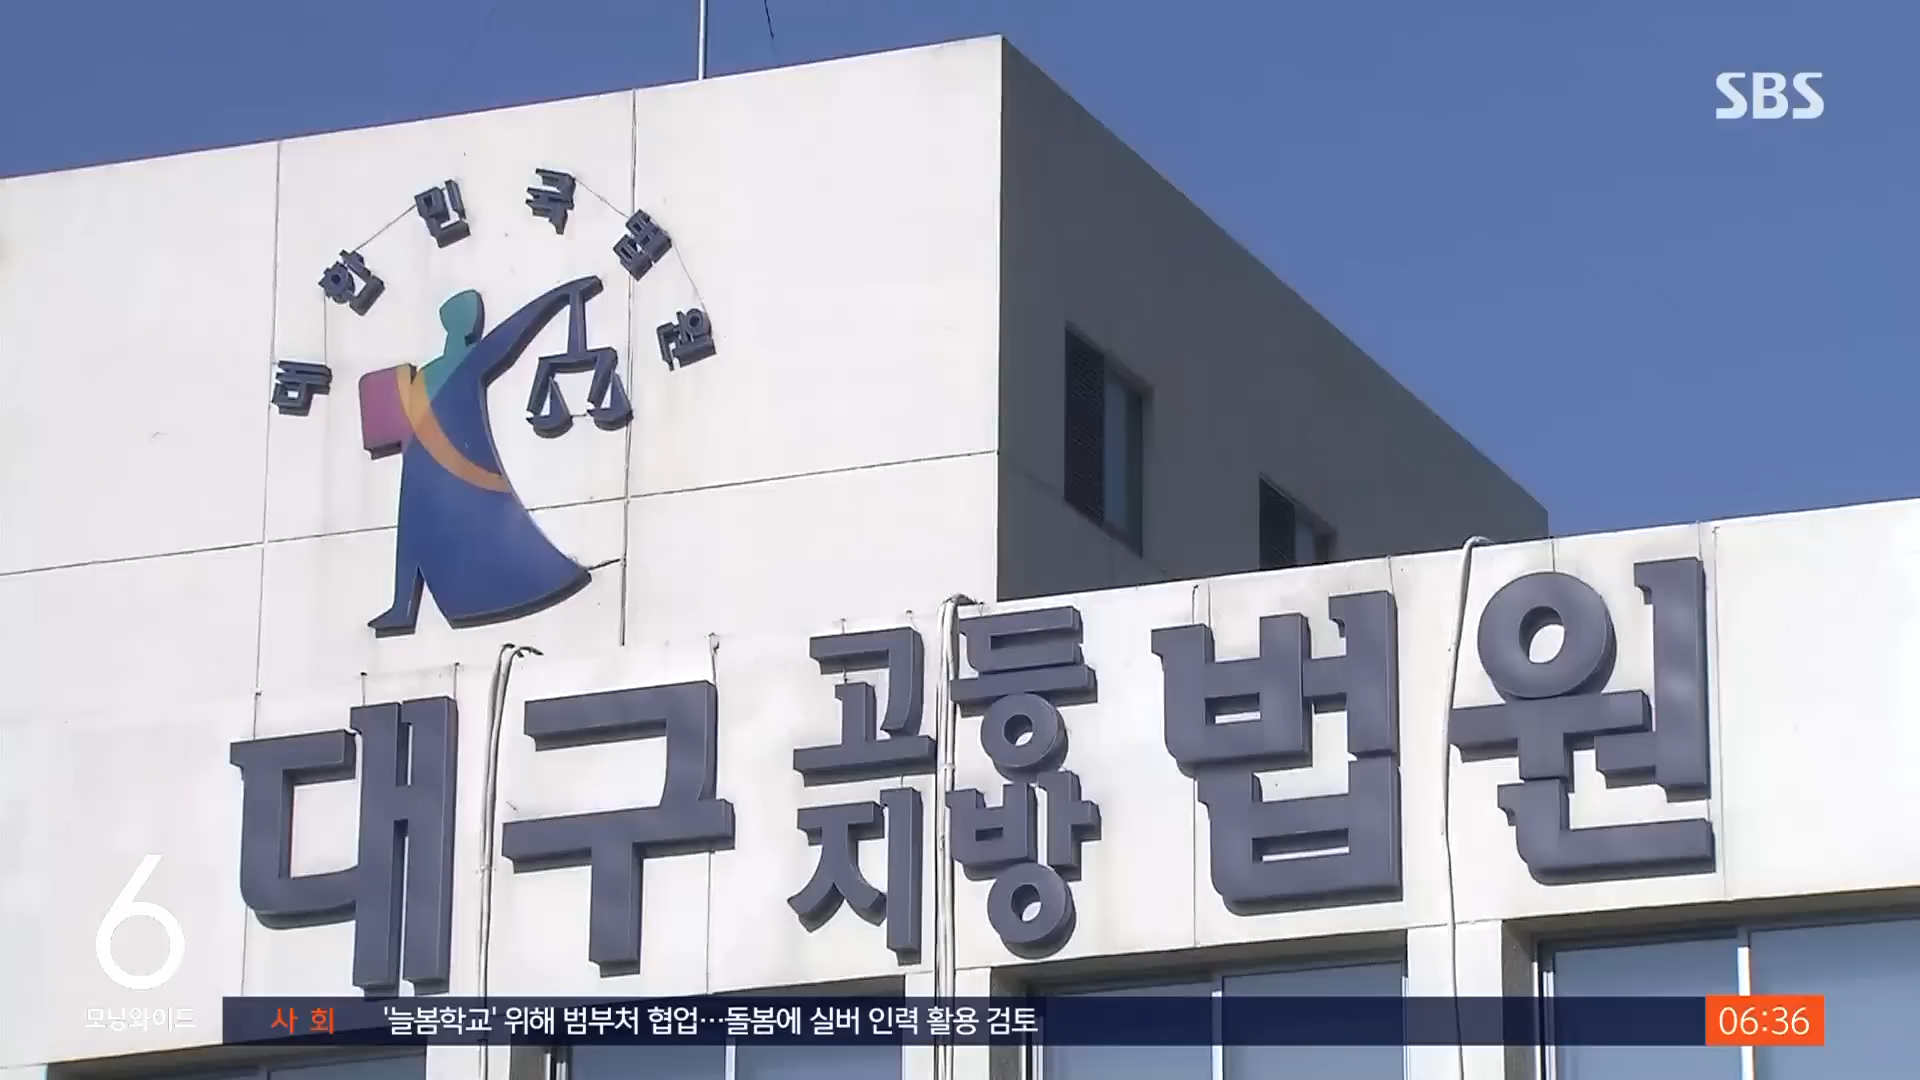 SBS
대한민국법원
대구 고등 법원
지방
6
모닝와이드
사 회 '늘봄학교' 위해 범부처 협업…돌봄에 실버 인력 활용 검토 06:36